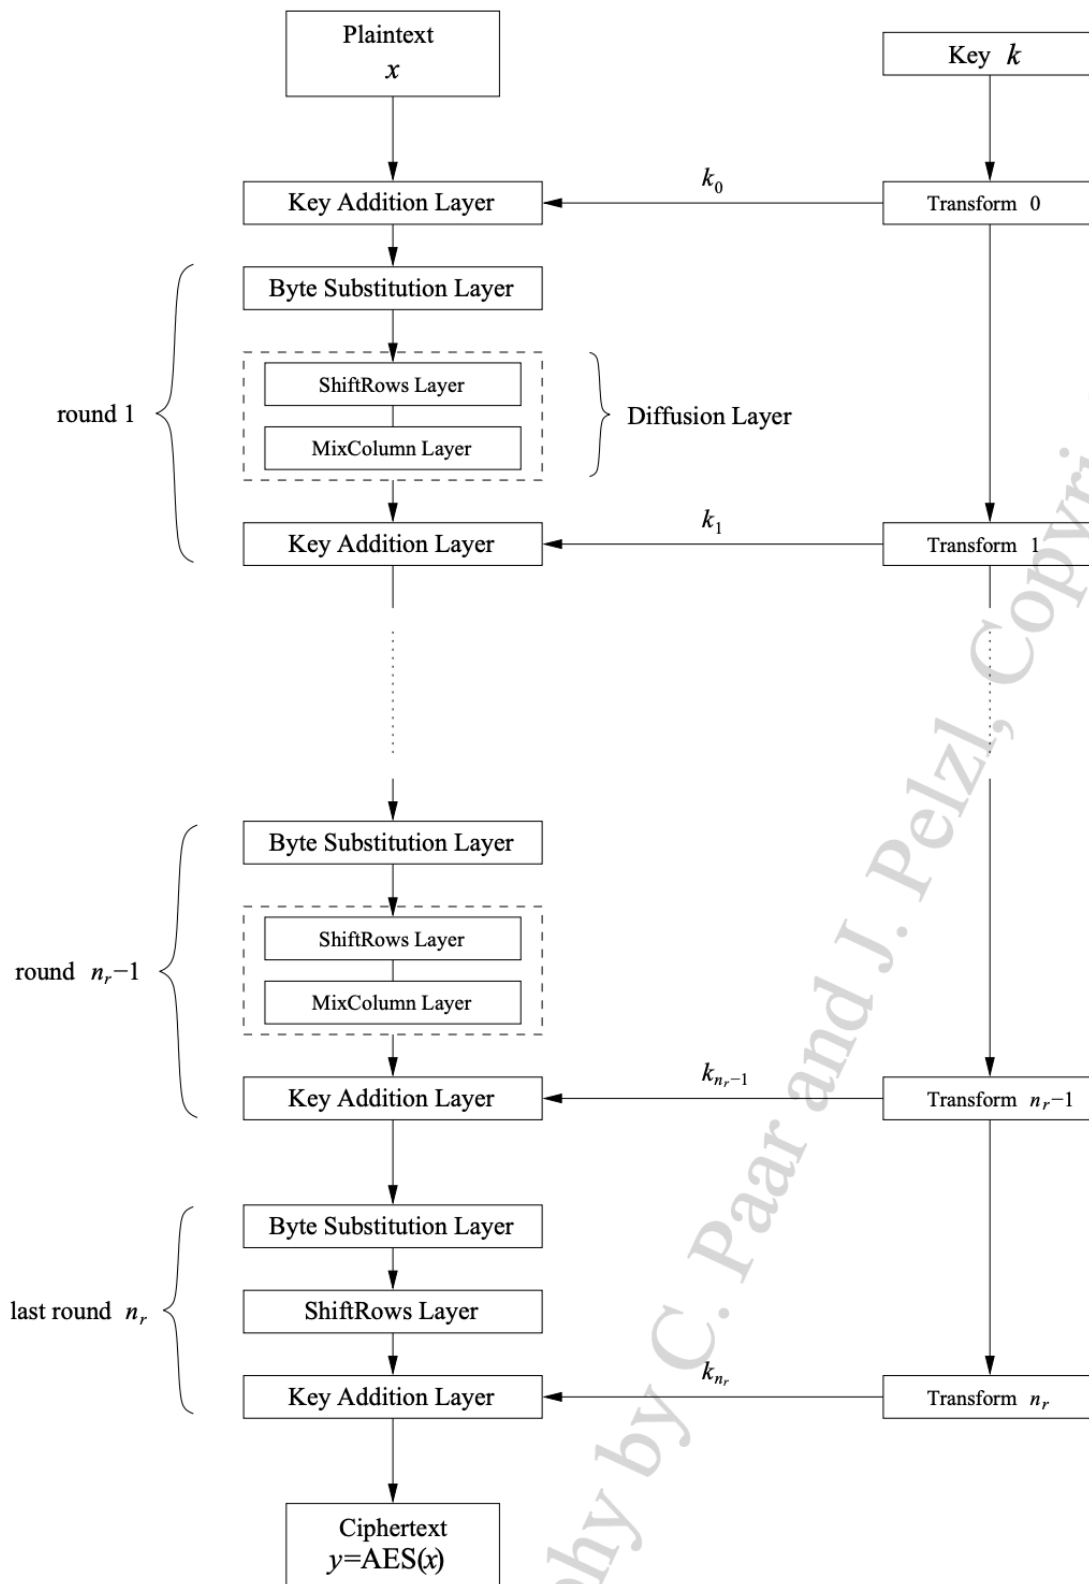 Plaintext
x
Key k
k₀
Key Addition Layer
Transform 0
Byte Substitution Layer
ShiftRows Layer
round 1
Diffusion Layer
MixColumn Layer
k₁
Key Addition Layer
Transform 1
Byte Substitution Layer
ShiftRows Layer
round nᵣ−1
MixColumn Layer
kₙᵣ₋₁
Key Addition Layer
Transform nᵣ−1
Byte Substitution Layer
last round nᵣ
ShiftRows Layer
kₙᵣ
Key Addition Layer
Transform nᵣ
Ciphertext
y=AES(x)
by C. Paar and J. Pelzl,